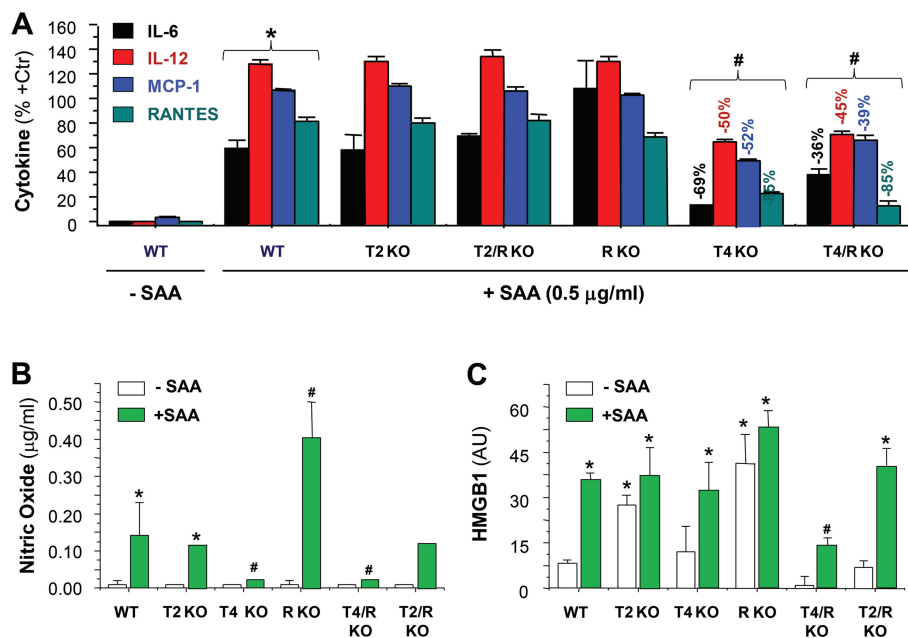 A
160
140
120
100
80
60
40
20
0
Cytokine (% +Ctr)
IL-6
IL-12
MCP-1
RANTES
*
#
#
-69%
-50%
-52%
-36%
-45%
-39%
-85%
WT
WT
T2 KO
T2/R KO
R KO
T4 KO
T4/R KO
- SAA
+ SAA (0.5 µg/ml)
B
- SAA
+SAA
Nitric Oxide (µg/ml)
0.50
0.40
0.30
0.20
0.10
0.00
*
*
#
#
#
WT
T2 KO
T4 KO
R KO
T4/R
KO
T2/R
KO
C
- SAA
+SAA
HMGB1 (AU)
60
45
30
15
0
*
*
*
*
*
*
#
*
WT
T2 KO
T4 KO
R KO
T4/R
KO
T2/R
KO